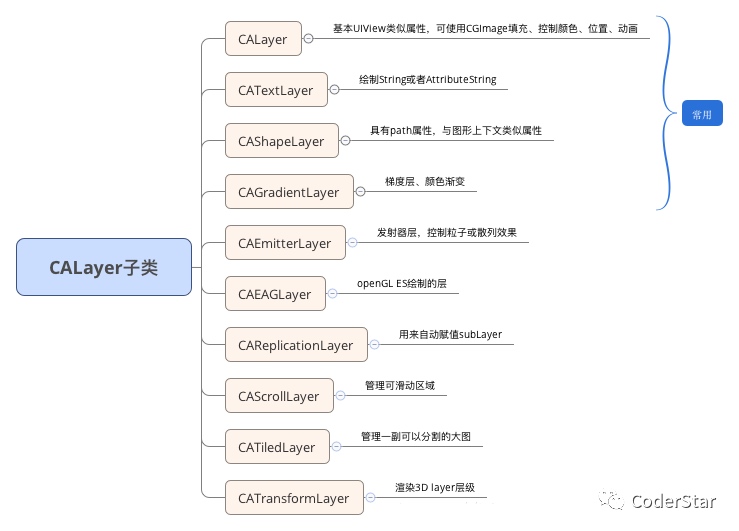 CALayer子类
CALayer
基本UIView类似属性，可使用CGImage填充、控制颜色、位置、动画
CATextLayer
绘制String或者AttributeString
CAShapeLayer
具有path属性，与图形上下文类似属性
CAGradientLayer
梯度层、颜色渐变
常用
CAEmitterLayer
发射器层，控制粒子或散列效果
CAEAGLayer
openGL ES绘制的层
CAReplicationLayer
用来自动赋值subLayer
CAScrollLayer
管理可滑动区域
CATiledLayer
管理一副可以分割的大图
CATransformLayer
渲染3D layer层级
CoderStar